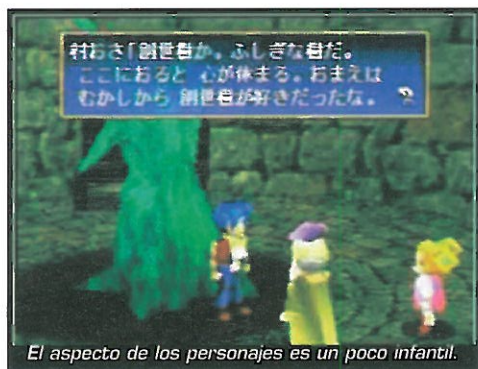 村おさ「創世樹か。ふしぎな樹だ。
ここにおると 心が休まる。おまえは
むかしから 創世樹が好きだったな。
El aspecto de los personajes es un poco infantil.